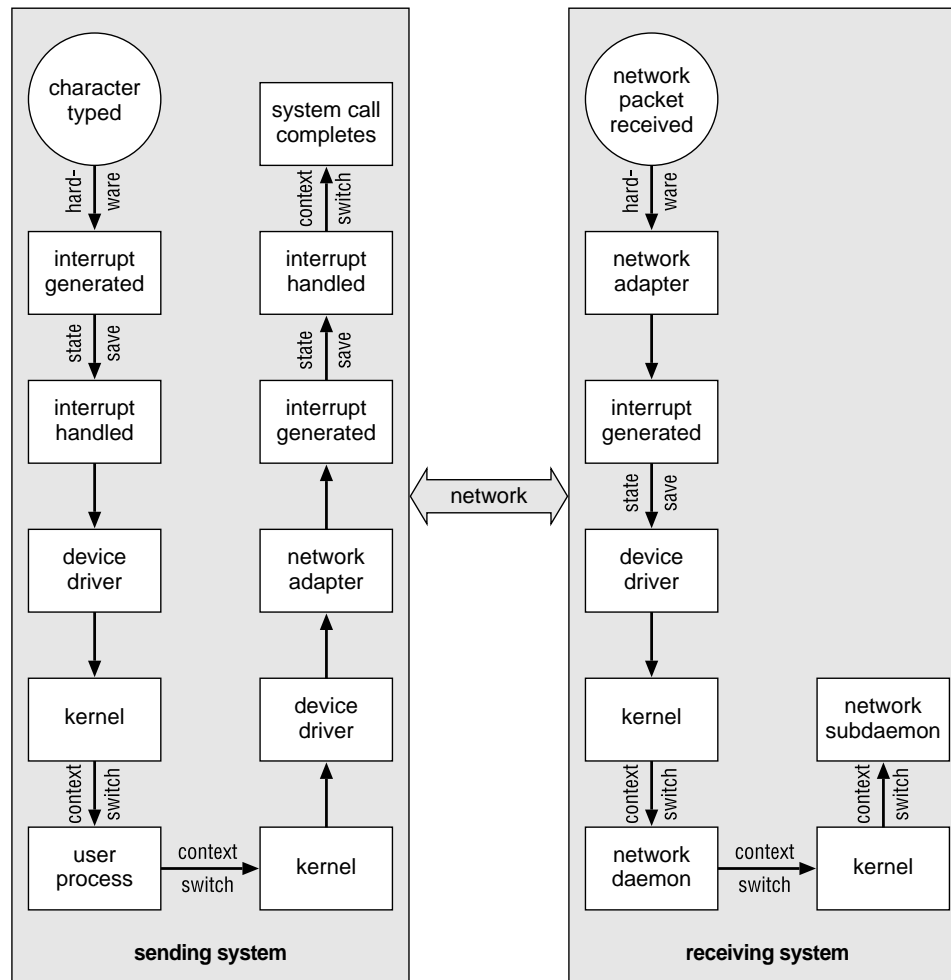 character
typed
hard-
ware
interrupt
generated
state
save
interrupt
handled
device
driver
kernel
context
switch
user
process
context
switch
kernel
device
driver
network
adapter
interrupt
generated
state
save
interrupt
handled
context
switch
system call
completes
sending system
network
network
packet
received
hard-
ware
network
adapter
interrupt
generated
state
save
device
driver
kernel
context
switch
network
daemon
context
switch
kernel
context
switch
network
subdaemon
receiving system